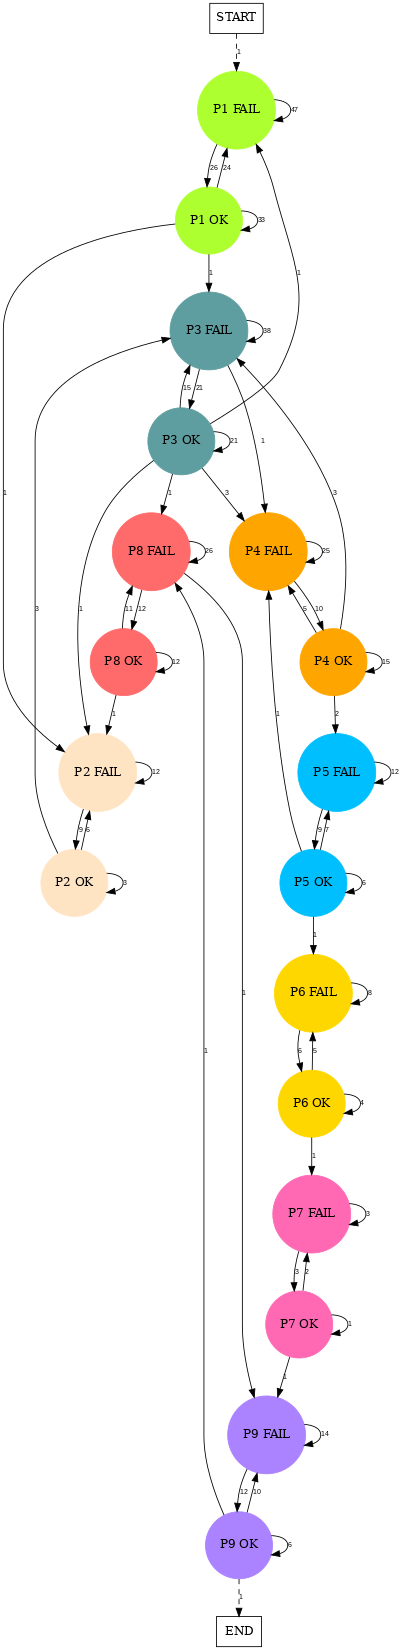 START
1
P1 FAIL
47
26
24
P1 OK
33
1
P3 FAIL
38
15
21
1
P3 OK
21
1
3
1
3
P8 FAIL
26
P4 FAIL
25
1
11
12
5
10
1
3
P8 OK
12
P4 OK
15
1
2
P2 FAIL
12
P5 FAIL
12
1
9
6
9
7
P2 OK
3
P5 OK
6
1
P6 FAIL
8
1
1
6
5
P6 OK
4
1
P7 FAIL
3
3
2
P7 OK
1
1
P9 FAIL
14
12
10
P9 OK
6
1
END